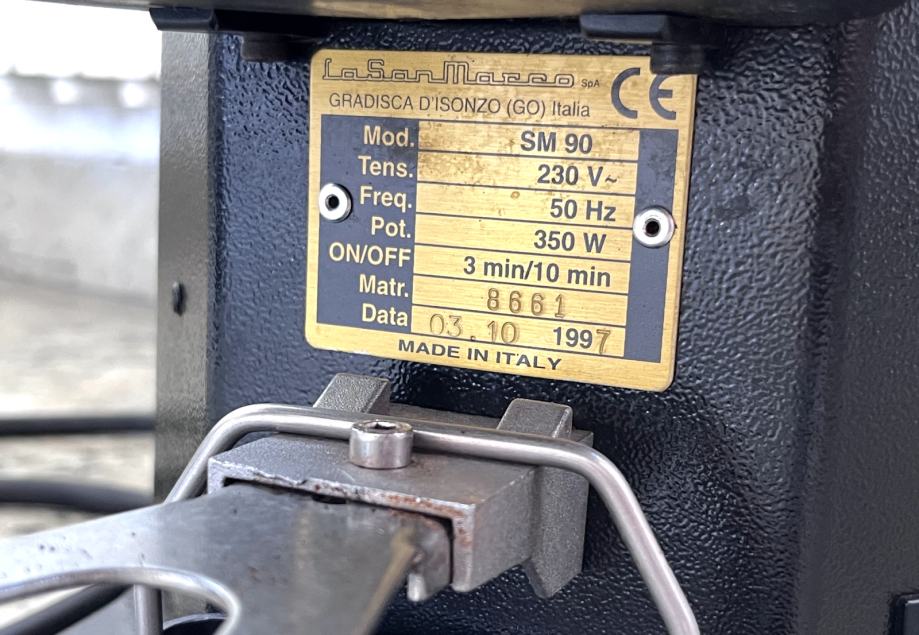 LaSanMarco SpA CE
GRADISCA D'ISONZO (GO) Italia
Mod. SM 90
Tens. 230 V~
Freq. 50 Hz
Pot. 350 W
ON/OFF 3 min/10 min
Matr. 8661
Data 03.10 1997
MADE IN ITALY